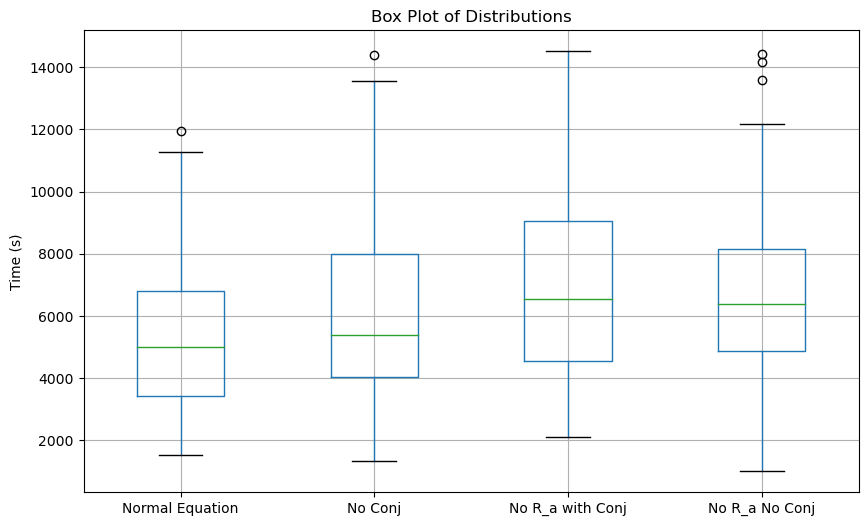 Box Plot of Distributions
Time (s)
14000
12000
10000
8000
6000
4000
2000
Normal Equation
No Conj
No R_a with Conj
No R_a No Conj